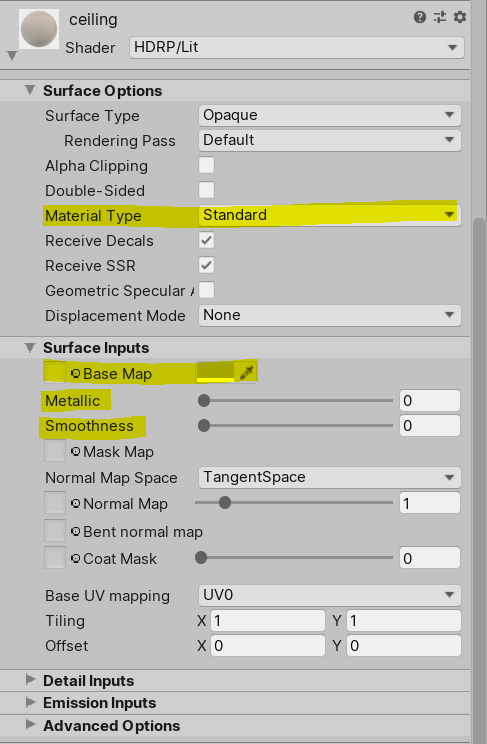 ceiling
Shader HDRP/Lit
Surface Options
Surface Type Opaque
Rendering Pass Default
Alpha Clipping
Double-Sided
Material Type Standard
Receive Decals
Receive SSR
Geometric Specular A
Displacement Mode None
Surface Inputs
Base Map
Metallic 0
Smoothness 0
Mask Map
Normal Map Space TangentSpace
Normal Map 1
Bent normal map
Coat Mask 0
Base UV mapping UV0
Tiling X 1 Y 1
Offset X 0 Y 0
Detail Inputs
Emission Inputs
Advanced Options